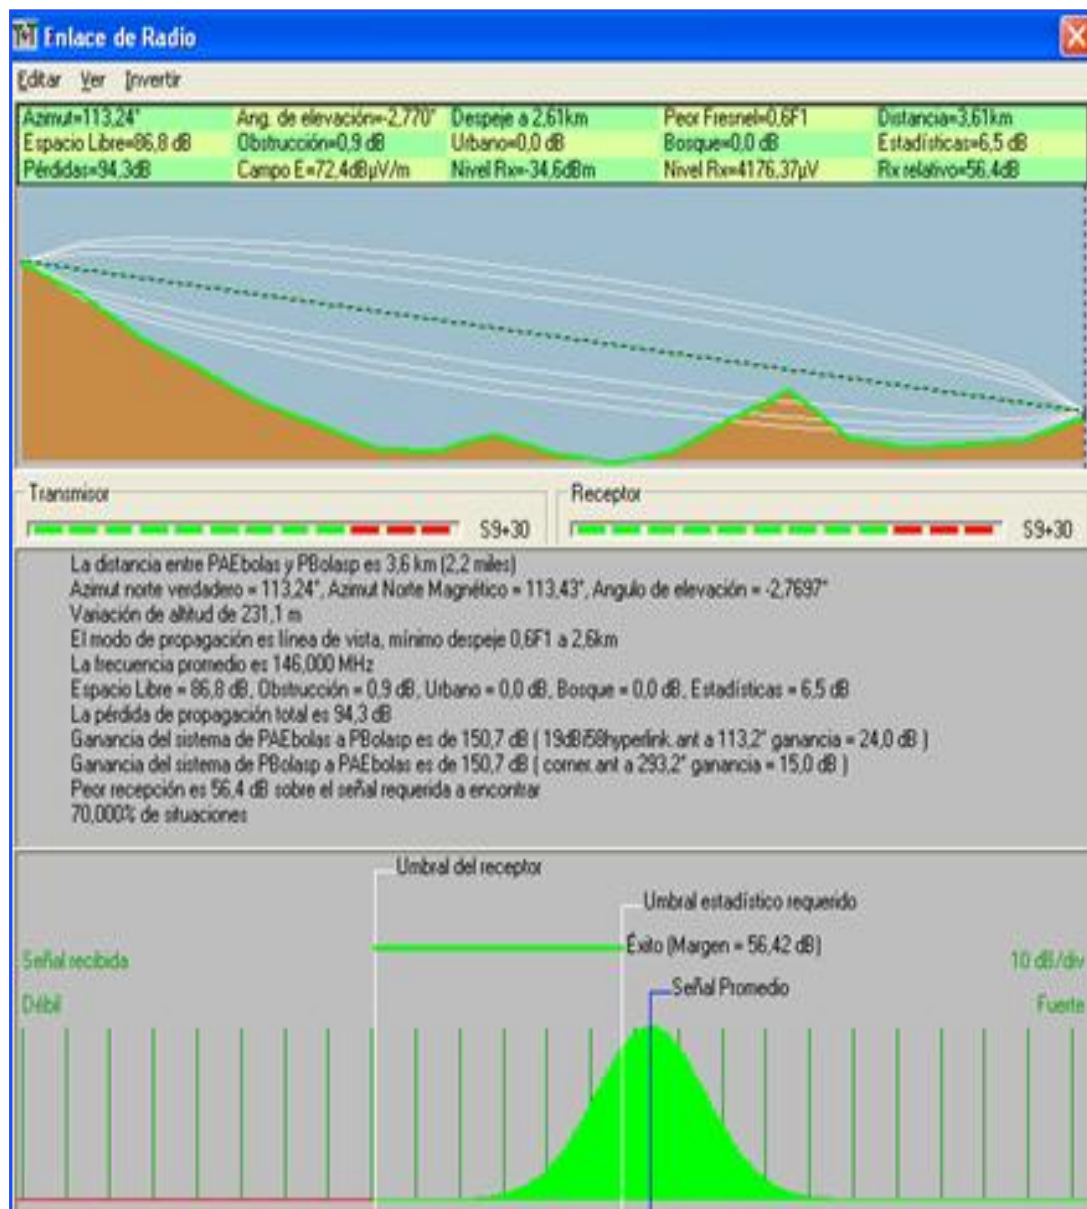 Enlace de Radio
Editar Ver Invertir
Azimut=113,24° Ang. de elevación=-2,770° Despeje a 2,61km Peor Fresnel=0,6F1 Distancia=3,61km
Espacio Libre=86,8 dB Obstrucción=0,9 dB Urbano=0,0 dB Bosque=0,0 dB Estadísticas=6,5 dB
Pérdidas=94,3dB Campo E=72,4dBµV/m Nivel Rx=-34,6dBm Nivel Rx=4176,37µV Rx relativo=56,4dB
Transmisor Receptor
S9+30 S9+30
La distancia entre PAEbolas y PBolasp es 3,6 km (2,2 miles)
Azimut norte verdadero = 113,24°, Azimut Norte Magnético = 113,43°, Angulo de elevación = -2,7697°
Variación de altitud de 231,1 m
El modo de propagación es línea de vista, mínimo despeje 0,6F1 a 2,6km
La frecuencia promedio es 146,000 MHz
Espacio Libre = 86,8 dB, Obstrucción = 0,9 dB, Urbano = 0,0 dB, Bosque = 0,0 dB, Estadísticas = 6,5 dB
La pérdida de propagación total es 94,3 dB
Ganancia del sistema de PAEbolas a PBolasp es de 150,7 dB ( 19dBi58hyperlink.ant a 113,2° ganancia = 24,0 dB )
Ganancia del sistema de PBolasp a PAEbolas es de 150,7 dB ( corner.ant a 293,2° ganancia = 15,0 dB )
Peor recepción es 56,4 dB sobre el señal requerida a encontrar
70,000% de situaciones
Umbral del receptor
Umbral estadístico requerido
Señal recibida Éxito (Margen = 56,42 dB) 10 dB/div
Débil Señal Promedio Fuerte